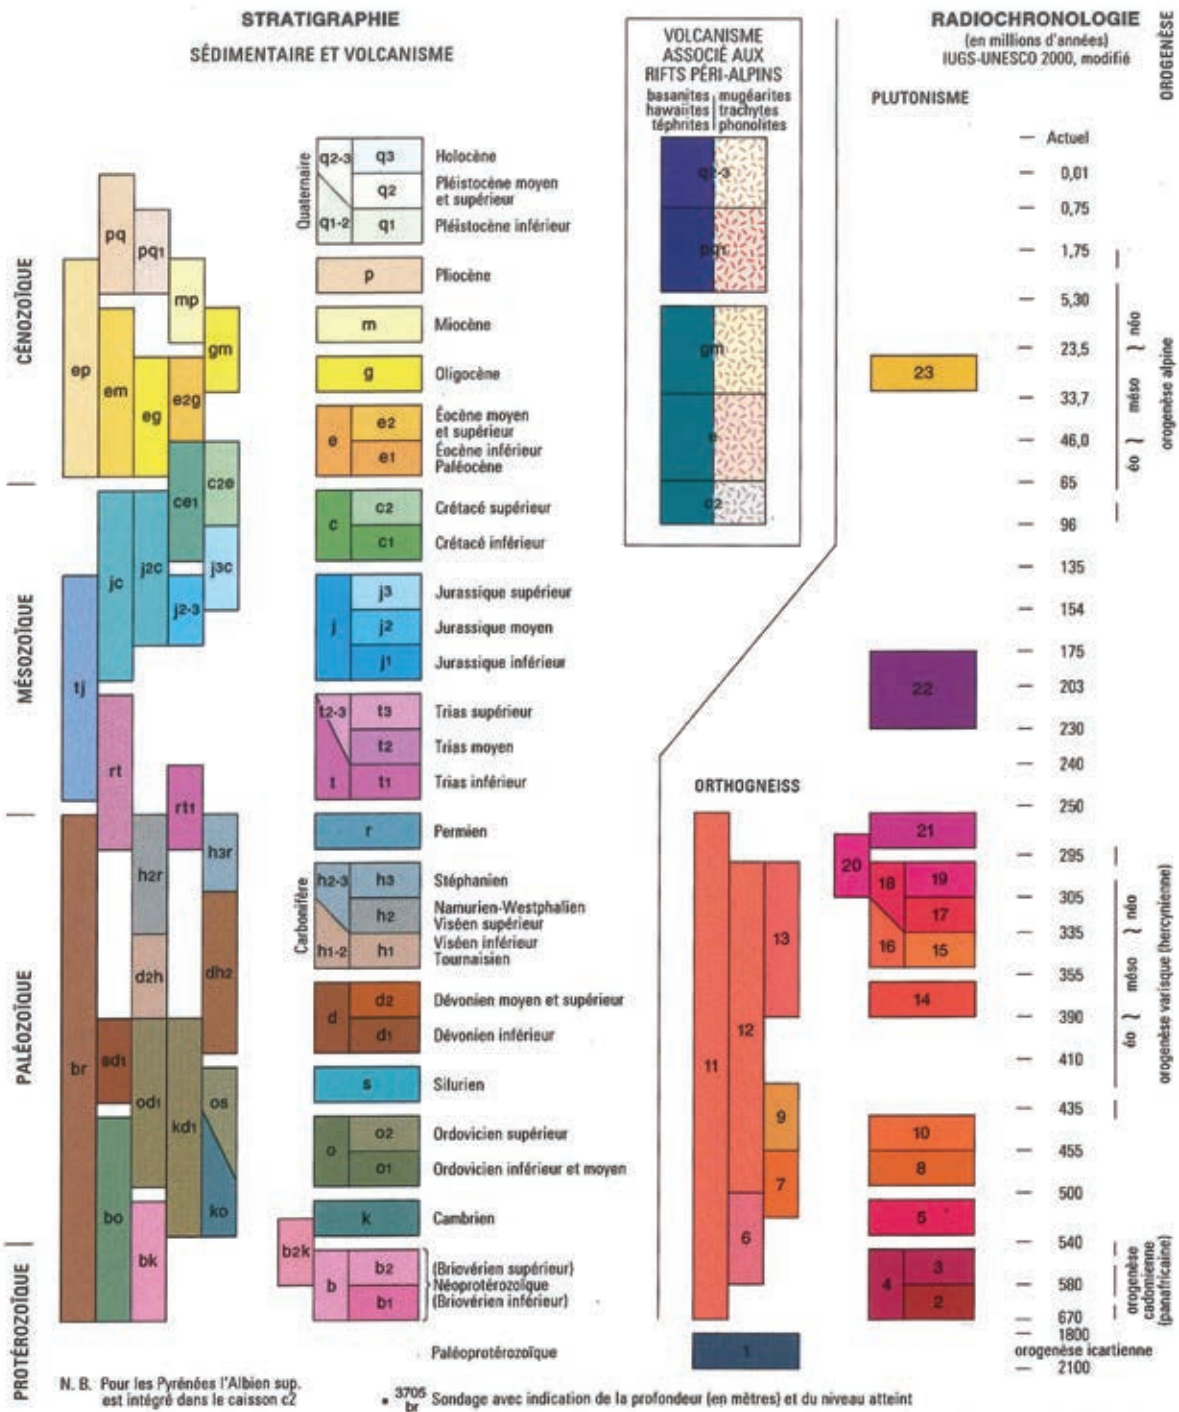 STRATIGRAPHIE
SÉDIMENTAIRE ET VOLCANISME
VOLCANISME
ASSOCIÉ AUX
RIFTS PÉRI-ALPINS
basanites
hawaiites
téphrites
mugéarites
trachytes
phonolites
q2-3
pq1
gm
e
c2
RADIOCHRONOLOGIE
(en millions d'années)
IUGS-UNESCO 2000, modifié
PLUTONISME
OROGENÈSE
CÉNOZOÏQUE
MÉSOZOÏQUE
PALÉOZOÏQUE
PROTÉROZOÏQUE
pq
pq1
mp
gm
ep
em
eg
e2g
ce1
c2e
jc
j2c
j2-3
j3c
tj
rt
rt1
h2r
h3r
d2h
dh2
br
sd1
od1
kd1
os
ko
bo
bk
b2k
Quaternaire
q2-3
q3
Holocène
q2
Pléistocène moyen
et supérieur
q1-2
q1
Pléistocène inférieur
p
Pliocène
m
Miocène
g
Oligocène
e
e2
Éocène moyen
et supérieur
e1
Éocène inférieur
Paléocène
c
c2
Crétacé supérieur
c1
Crétacé inférieur
j
j3
Jurassique supérieur
j2
Jurassique moyen
j1
Jurassique inférieur
t2-3
t3
Trias supérieur
t2
Trias moyen
t
t1
Trias inférieur
r
Permien
Carbonifère
h2-3
h3
Stéphanien
h2
Namurien-Westphalien
Viséen supérieur
h1-2
h1
Viséen inférieur
Tournaisien
d
d2
Dévonien moyen et supérieur
d1
Dévonien inférieur
s
Silurien
o
o2
Ordovicien supérieur
o1
Ordovicien inférieur et moyen
k
Cambrien
b
b2
(Briovérien supérieur)
Néoprotérozoïque
b1
(Briovérien inférieur)
Paléoprotérozoïque
ORTHOGNEISS
11
12
13
9
7
6
1
23
22
21
20
18
19
17
16
15
14
10
8
5
4
3
2
Actuel
0,01
0,75
1,75
5,30
23,5
33,7
46,0
65
96
135
154
175
203
230
240
250
295
305
335
355
390
410
435
455
500
540
580
670
1800
orogenèse icartienne
2100
éo ~ méso ~ néo
orogenèse alpine
éo ~ méso ~ néo
orogenèse varisque (hercynienne)
orogenèse
cadomienne
(panafricaine)
N. B. Pour les Pyrénées l'Albien sup.
est intégré dans le caisson c2
• 3705
br
Sondage avec indication de la profondeur (en mètres) et du niveau atteint